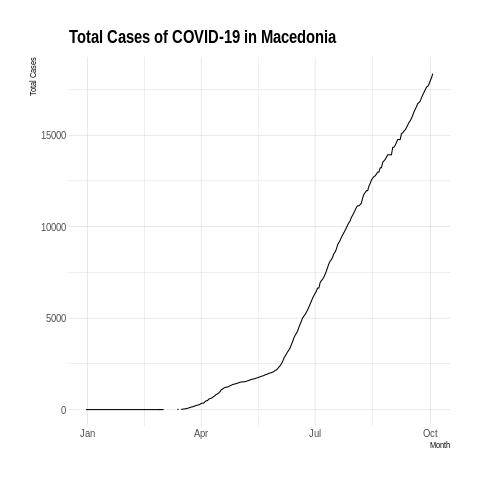 Total Cases of COVID-19 in Macedonia
Total Cases
15000
10000
5000
0
Jan Apr Jul Oct
Month